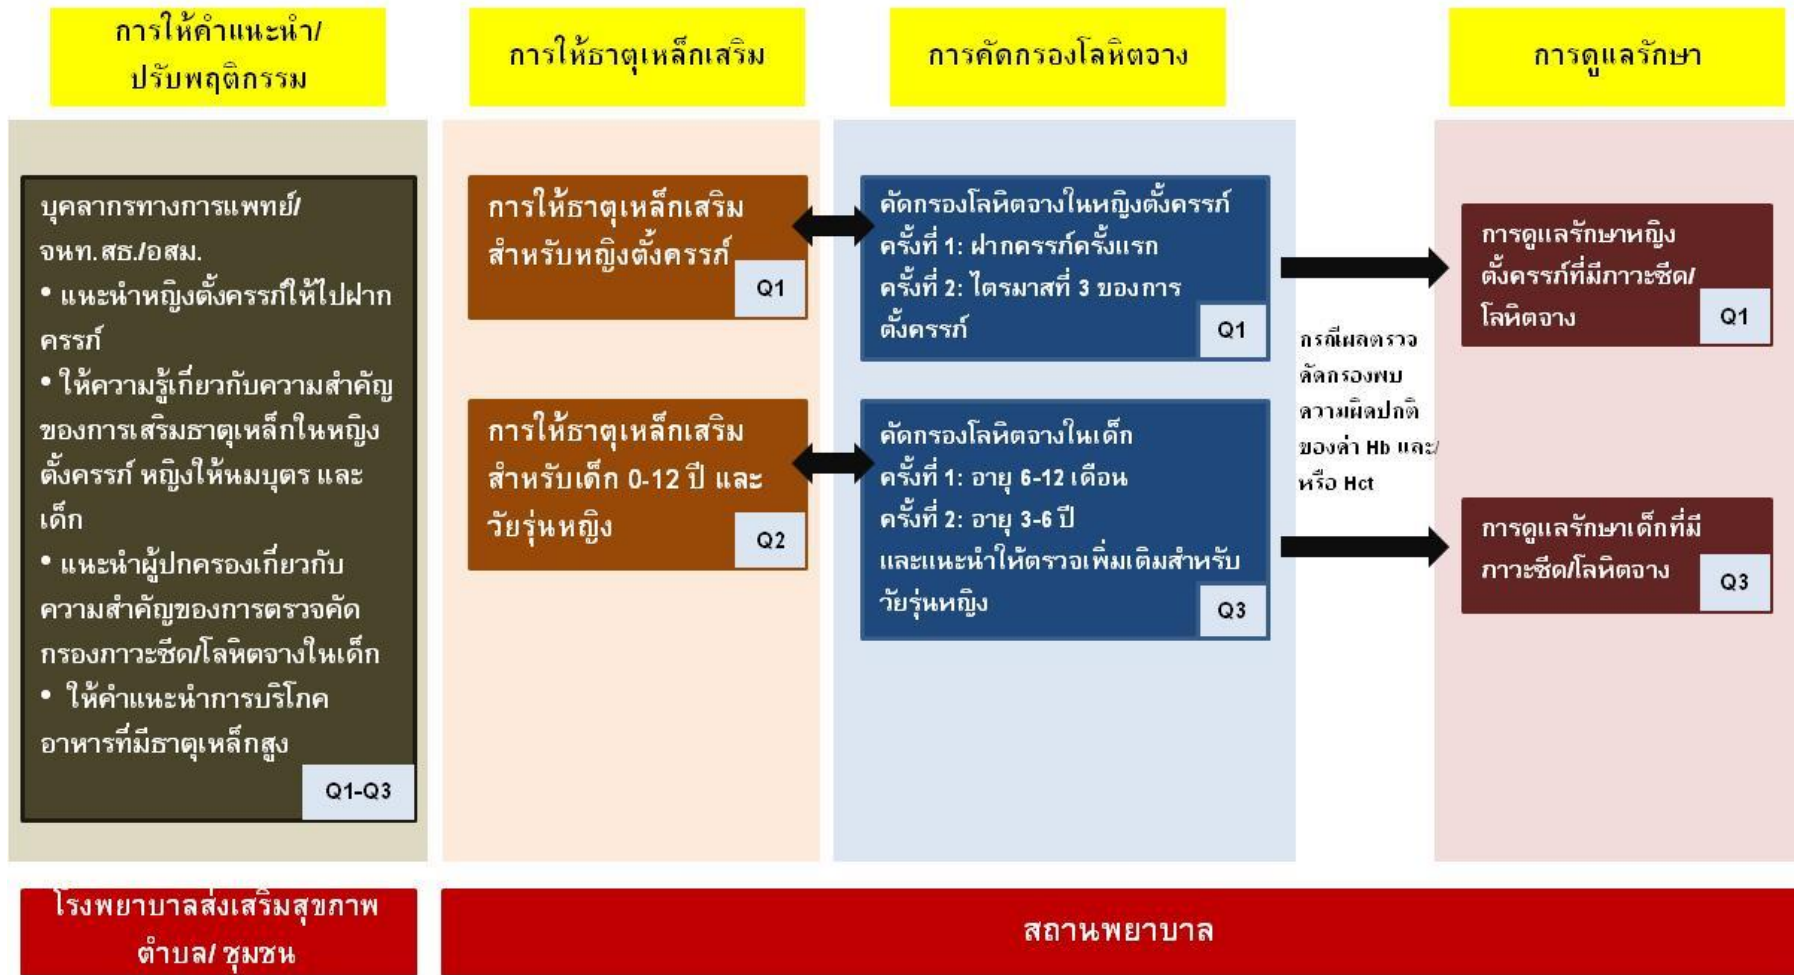 การให้คำแนะนำ/
ปรับพฤติกรรม
การให้ธาตุเหล็กเสริม
การคัดกรองโลหิตจาง
การดูแลรักษา
บุคลากรทางการแพทย์/
จนท.สธ./อสม.
• แนะนำหญิงตั้งครรภ์ให้ไปฝาก
ครรภ์
• ให้ความรู้เกี่ยวกับความสำคัญ
ของการเสริมธาตุเหล็กในหญิง
ตั้งครรภ์ หญิงให้นมบุตร และ
เด็ก
• แนะนำผู้ปกครองเกี่ยวกับ
ความสำคัญของการตรวจคัด
กรองภาวะซีด/โลหิตจางในเด็ก
• ให้คำแนะนำการบริโภค
อาหารที่มีธาตุเหล็กสูง
Q1-Q3
การให้ธาตุเหล็กเสริม
สำหรับหญิงตั้งครรภ์
Q1
การให้ธาตุเหล็กเสริม
สำหรับเด็ก 0-12 ปี และ
วัยรุ่นหญิง
Q2
คัดกรองโลหิตจางในหญิงตั้งครรภ์
ครั้งที่ 1: ฝากครรภ์ครั้งแรก
ครั้งที่ 2: ไตรมาสที่ 3 ของการ
ตั้งครรภ์
Q1
คัดกรองโลหิตจางในเด็ก
ครั้งที่ 1: อายุ 6-12 เดือน
ครั้งที่ 2: อายุ 3-6 ปี
และแนะนำให้ตรวจเพิ่มเติมสำหรับ
วัยรุ่นหญิง
Q3
กรณีผลตรวจ
คัดกรองพบ
ความผิดปกติ
ของค่า Hb และ/
หรือ Hct
การดูแลรักษาหญิง
ตั้งครรภ์ที่มีภาวะซีด/
โลหิตจาง
Q1
การดูแลรักษาเด็กที่มี
ภาวะซีด/โลหิตจาง
Q3
โรงพยาบาลส่งเสริมสุขภาพ
ตำบล/ ชุมชน
สถานพยาบาล